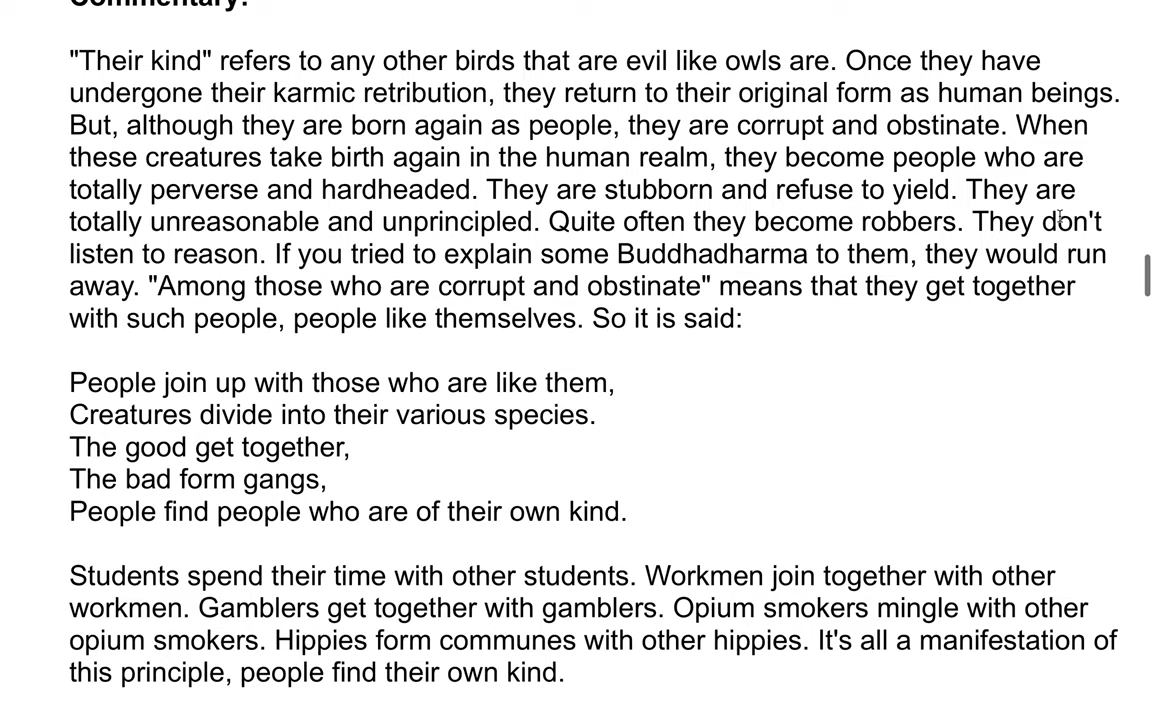 Commentary:
"Their kind" refers to any other birds that are evil like owls are. Once they have
undergone their karmic retribution, they return to their original form as human beings.
But, although they are born again as people, they are corrupt and obstinate. When
these creatures take birth again in the human realm, they become people who are
totally perverse and hardheaded. They are stubborn and refuse to yield. They are
totally unreasonable and unprincipled. Quite often they become robbers. They don't
listen to reason. If you tried to explain some Buddhadharma to them, they would run
away. "Among those who are corrupt and obstinate" means that they get together
with such people, people like themselves. So it is said:
People join up with those who are like them,
Creatures divide into their various species.
The good get together,
The bad form gangs,
People find people who are of their own kind.
Students spend their time with other students. Workmen join together with other
workmen. Gamblers get together with gamblers. Opium smokers mingle with other
opium smokers. Hippies form communes with other hippies. It's all a manifestation of
this principle, people find their own kind.